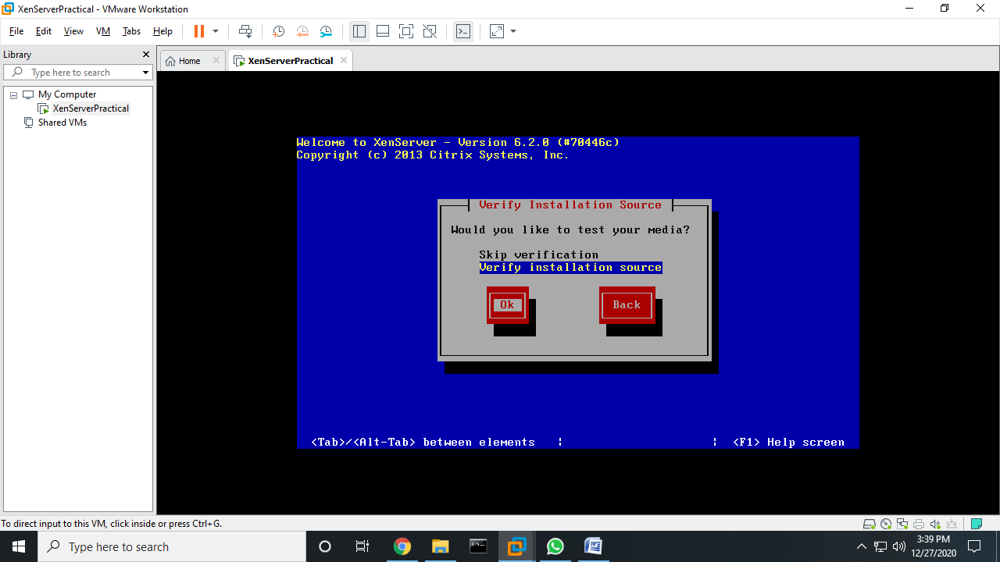 XenServerPractical - VMware Workstation
File Edit View VM Tabs Help
Library
Type here to search
My Computer
XenServerPractical
Shared VMs
Home
XenServerPractical
Welcome to XenServer - Version 6.2.0 (#70446c)
Copyright (c) 2013 Citrix Systems, Inc.
Verify Installation Source
Would you like to test your media?
Skip verification
Verify installation source
Ok Back
<Tab>/<Alt-Tab> between elements | | <F1> Help screen
To direct input to this VM, click inside or press Ctrl+G.
Type here to search
3:39 PM
12/27/2020